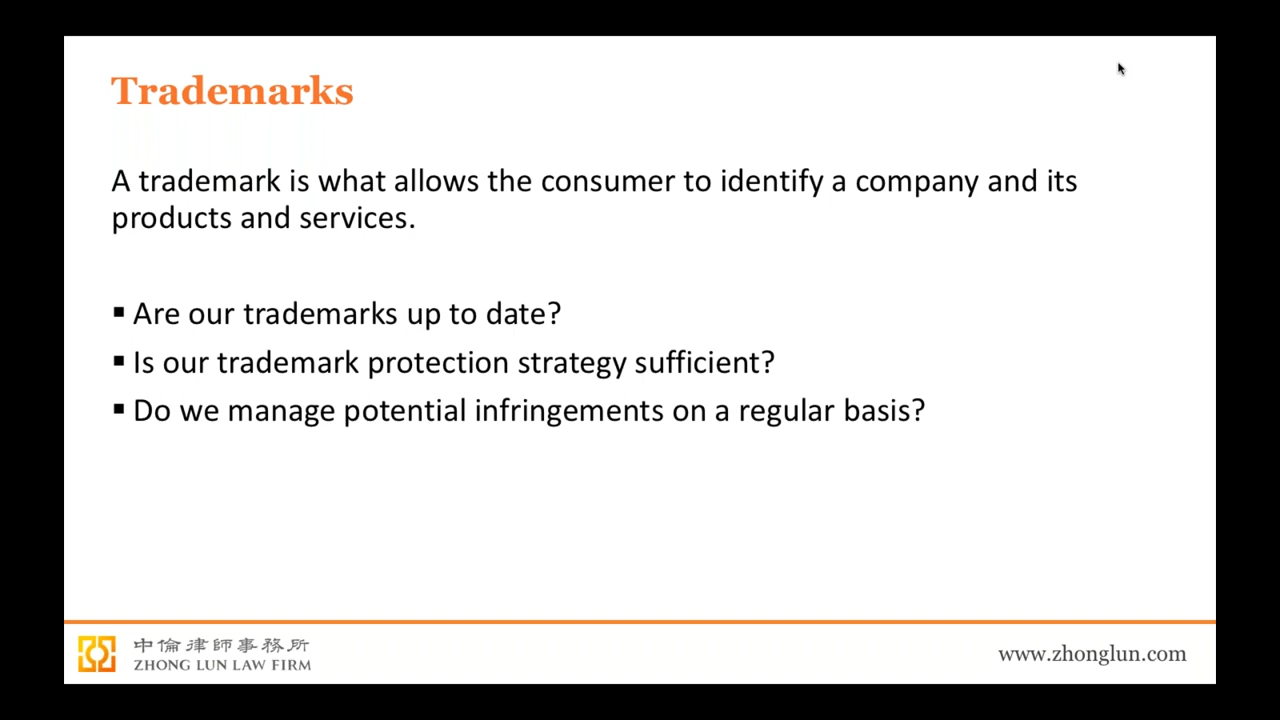 Trademarks
A trademark is what allows the consumer to identify a company and its
products and services.
▪ Are our trademarks up to date?
▪ Is our trademark protection strategy sufficient?
▪ Do we manage potential infringements on a regular basis?
中倫律師事務所
ZHONG LUN LAW FIRM
www.zhonglun.com